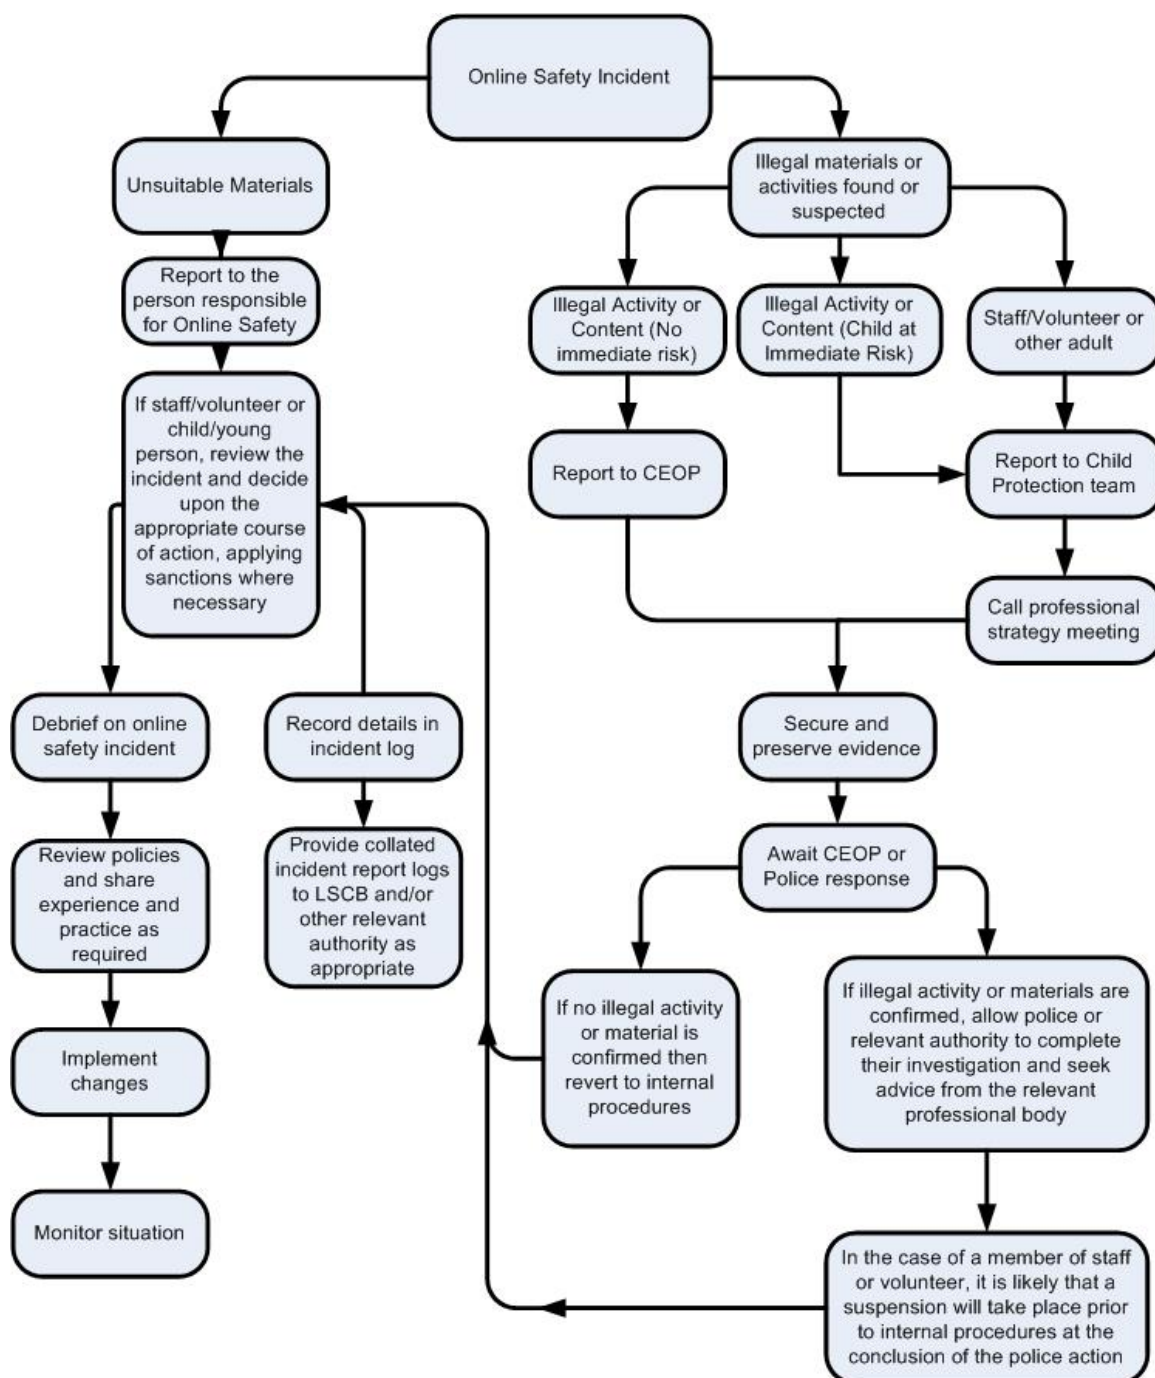 Online Safety Incident
Unsuitable Materials
Report to the
person responsible
for Online Safety
If staff/volunteer or
child/young
person, review the
incident and decide
upon the
appropriate course
of action, applying
sanctions where
necessary
Debrief on online
safety incident
Review policies
and share
experience and
practice as
required
Implement
changes
Monitor situation
Record details in
incident log
Provide collated
incident report logs
to LSCB and/or
other relevant
authority as
appropriate
Illegal materials or
activities found or
suspected
Illegal Activity or
Content (No
immediate risk)
Illegal Activity or
Content (Child at
Immediate Risk)
Staff/Volunteer or
other adult
Report to CEOP
Report to Child
Protection team
Call professional
strategy meeting
Secure and
preserve evidence
Await CEOP or
Police response
If no illegal activity
or material is
confirmed then
revert to internal
procedures
If illegal activity or materials are
confirmed, allow police or
relevant authority to complete
their investigation and seek
advice from the relevant
professional body
In the case of a member of staff
or volunteer, it is likely that a
suspension will take place prior
to internal procedures at the
conclusion of the police action